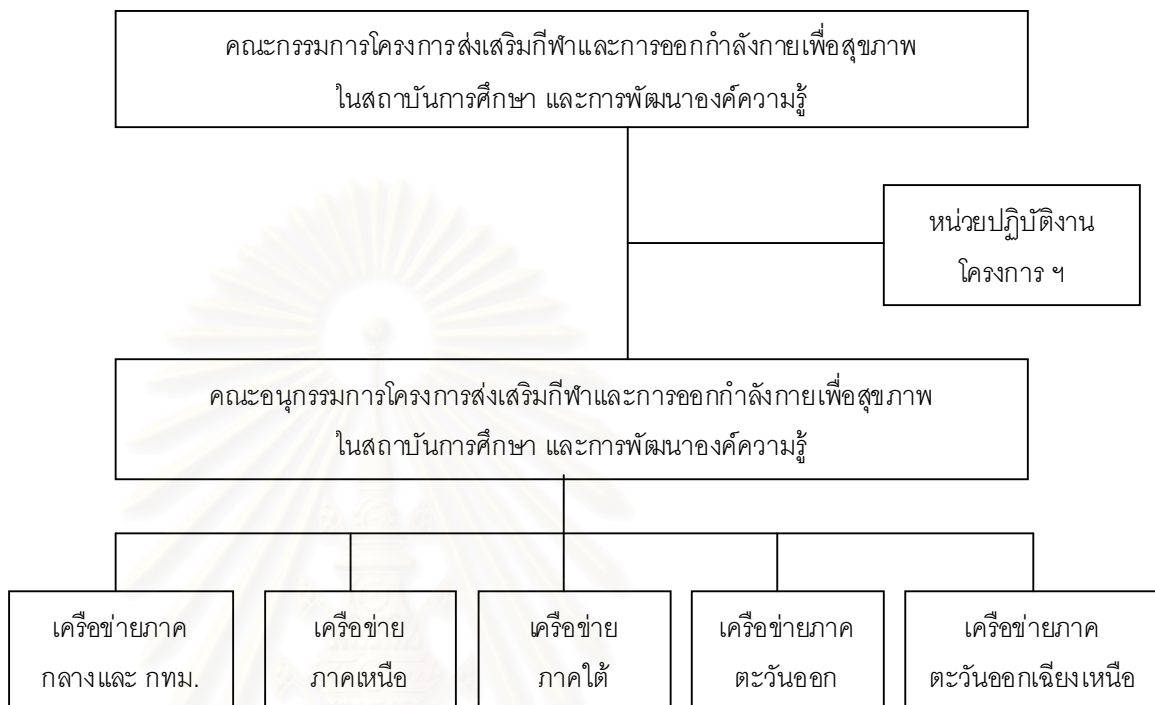 คณะกรรมการโครงการส่งเสริมกีฬาและการออกกำลังกายเพื่อสุขภาพ
ในสถาบันการศึกษา และการพัฒนาองค์ความรู้
หน่วยปฏิบัติงาน
โครงการ ฯ
คณะอนุกรรมการโครงการส่งเสริมกีฬาและการออกกำลังกายเพื่อสุขภาพ
ในสถาบันการศึกษา และการพัฒนาองค์ความรู้
เครือข่ายภาค
กลางและ กทม.
เครือข่าย
ภาคเหนือ
เครือข่าย
ภาคใต้
เครือข่ายภาค
ตะวันออก
เครือข่ายภาค
ตะวันออกเฉียงเหนือ